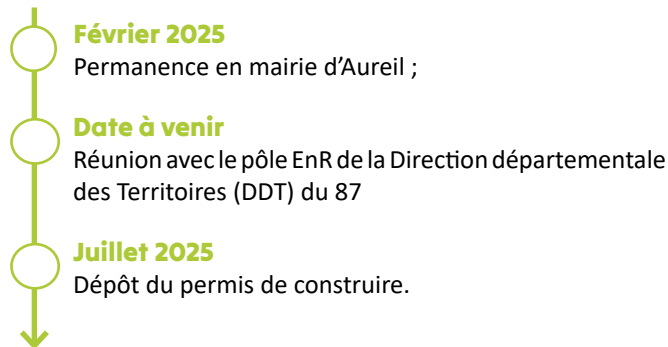 Février 2025
Permanence en mairie d’Aureil ;
Date à venir
Réunion avec le pôle EnR de la Direction départementale
des Territoires (DDT) du 87
Juillet 2025
Dépôt du permis de construire.